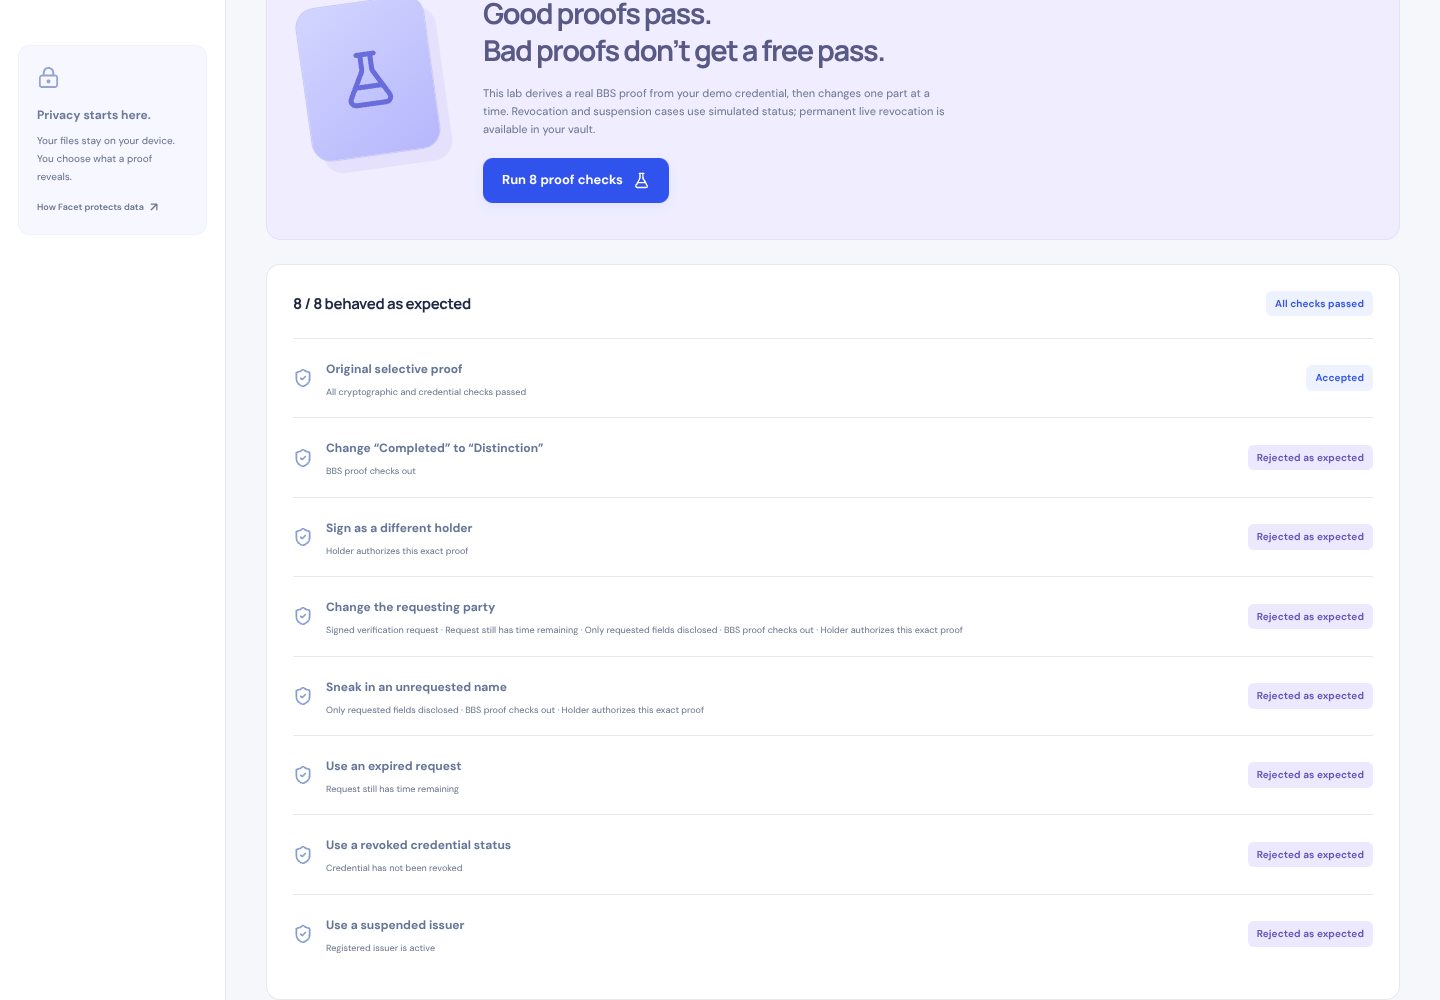 Privacy starts here.
Your files stay on your device.
You choose what a proof
reveals.
How Facet protects data
Good proofs pass.
Bad proofs don’t get a free pass.
This lab derives a real BBS proof from your demo credential, then changes one part at a
time. Revocation and suspension cases use simulated status; permanent live revocation is
available in your vault.
Run 8 proof checks
8 / 8 behaved as expected
All checks passed
Original selective proof
All cryptographic and credential checks passed
Accepted
Change “Completed” to “Distinction”
BBS proof checks out
Rejected as expected
Sign as a different holder
Holder authorizes this exact proof
Rejected as expected
Change the requesting party
Signed verification request · Request still has time remaining · Only requested fields disclosed · BBS proof checks out · Holder authorizes this exact proof
Rejected as expected
Sneak in an unrequested name
Only requested fields disclosed · BBS proof checks out · Holder authorizes this exact proof
Rejected as expected
Use an expired request
Request still has time remaining
Rejected as expected
Use a revoked credential status
Credential has not been revoked
Rejected as expected
Use a suspended issuer
Registered issuer is active
Rejected as expected